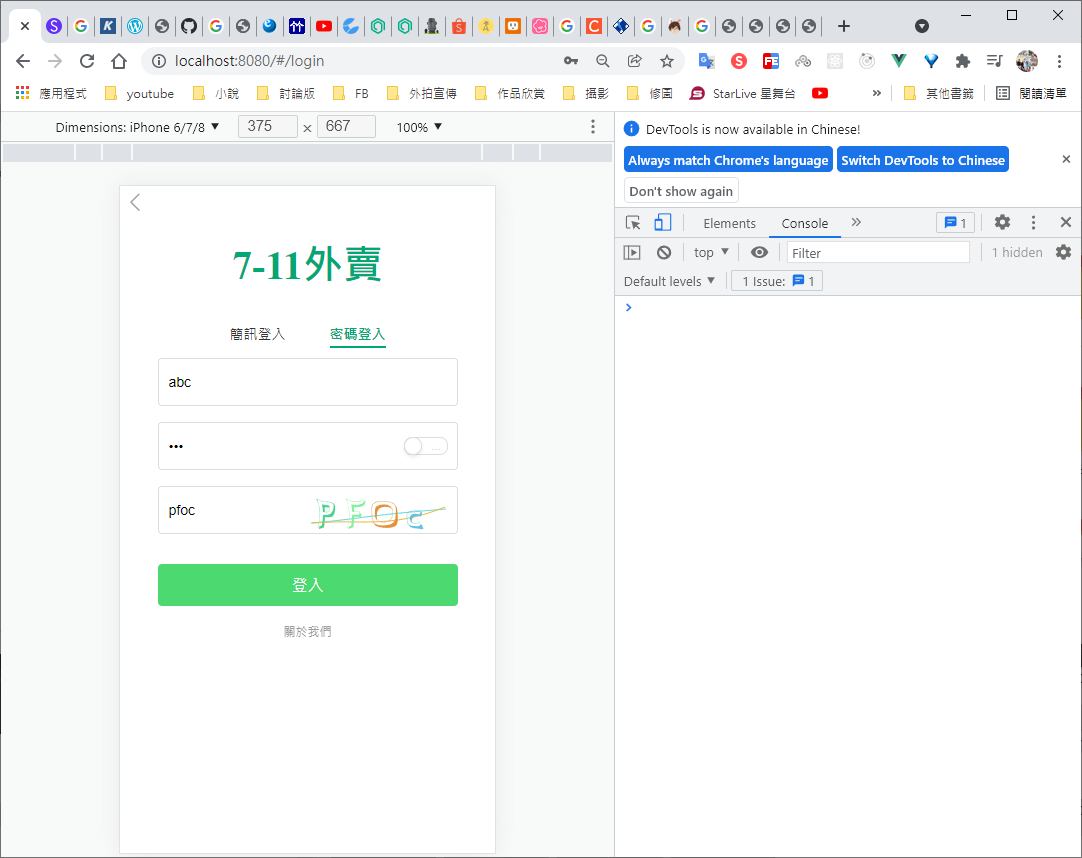 localhost:8080/#/login
應用程式 youtube 小說 討論版 FB 外拍宣傳 作品欣賞 攝影 修圖 StarLive 星舞台 » 其他書籤 閱讀清單
Dimensions: iPhone 6/7/8 ▼ 375 × 667 100% ▼
DevTools is now available in Chinese!
Always match Chrome's language Switch DevTools to Chinese
Don't show again
Elements Console » 1
top ▼ Filter 1 hidden
Default levels ▼ 1 Issue: 1
7-11外賣
簡訊登入 密碼登入
abc
••• ...
pfoc PFOc
登入
關於我們